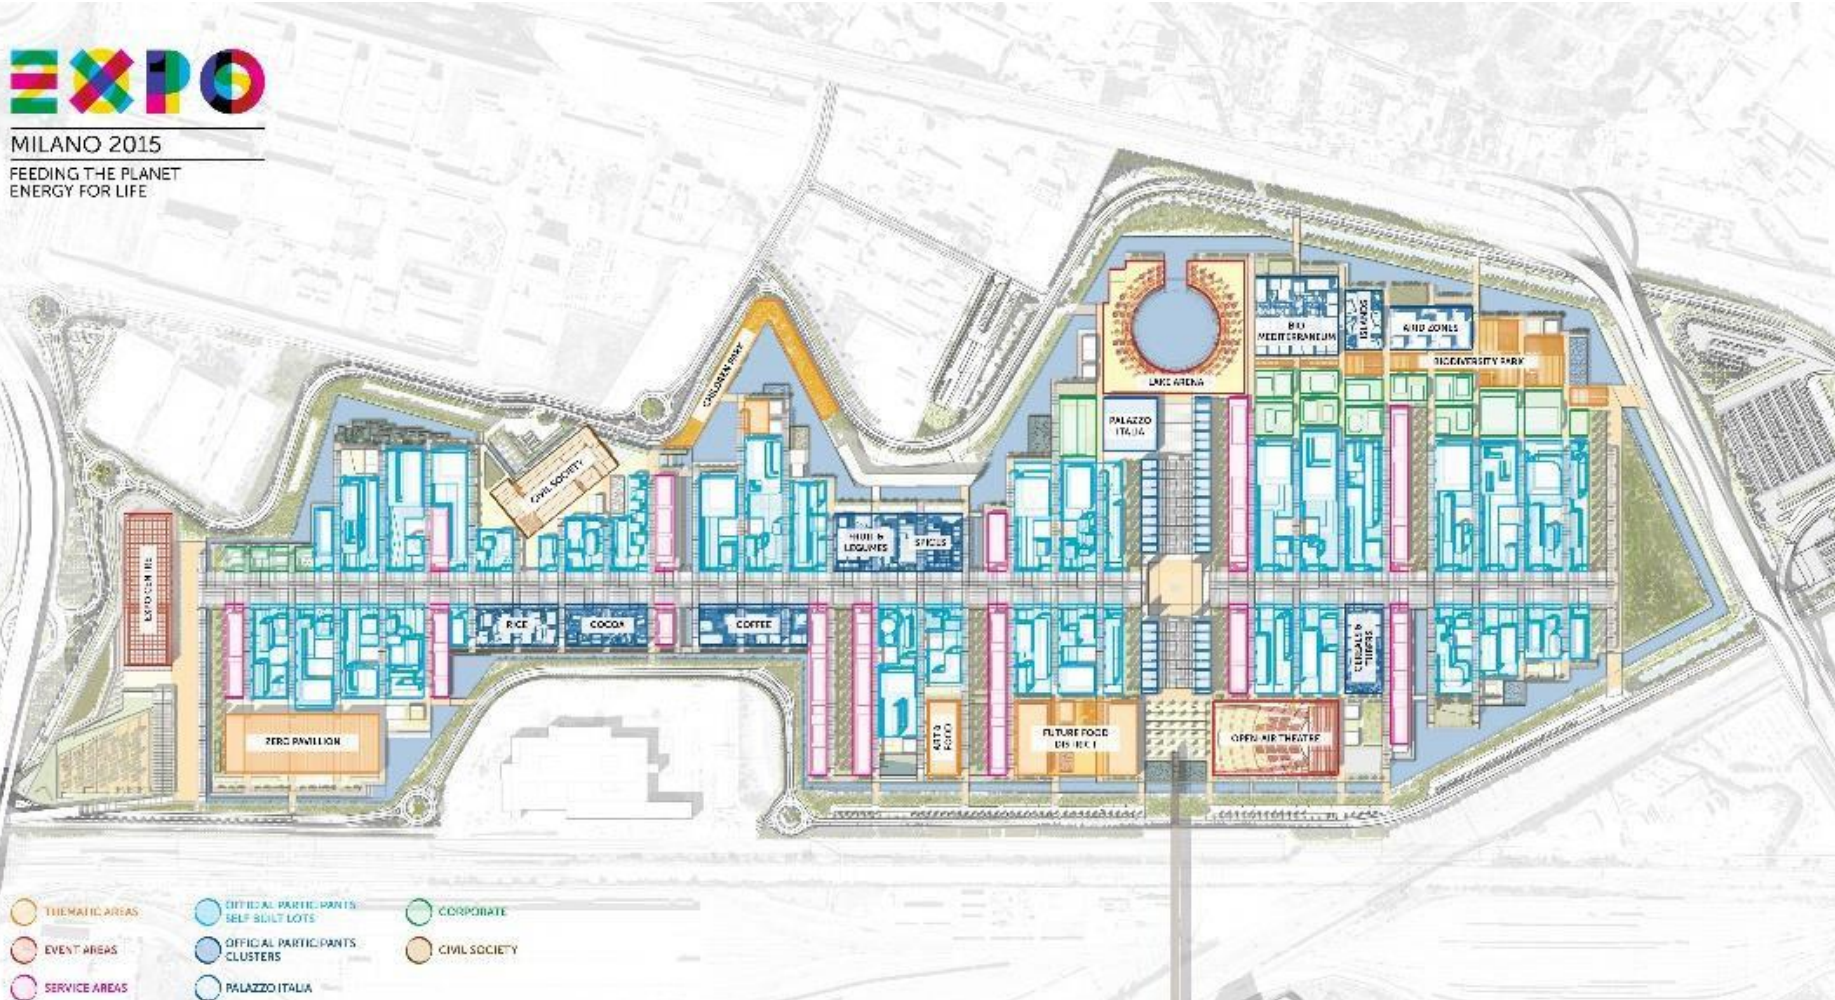 EXPO
MILANO 2015
FEEDING THE PLANET
ENERGY FOR LIFE
CHILDREN PARK
CIVIL SOCIETY
EXPO CENTRE
LAKE ARENA
BIO
MEDITERRANEUM
ISLANDS
ARID ZONES
BIODIVERSITY PARK
PALAZZO
ITALIA
FRUIT &
LEGUMES
SPICES
RICE
COCOA
COFFEE
CEREALS &
TUBERS
ZERO PAVILLION
ART &
FOOD
FUTURE FOOD
DISTRICT
OPEN-AIR THEATRE
THEMATIC AREAS
EVENT AREAS
SERVICE AREAS
OFFICIAL PARTICIPANTS
SELF BUILT LOTS
OFFICIAL PARTICIPANTS
CLUSTERS
PALAZZO ITALIA
CORPORATE
CIVIL SOCIETY